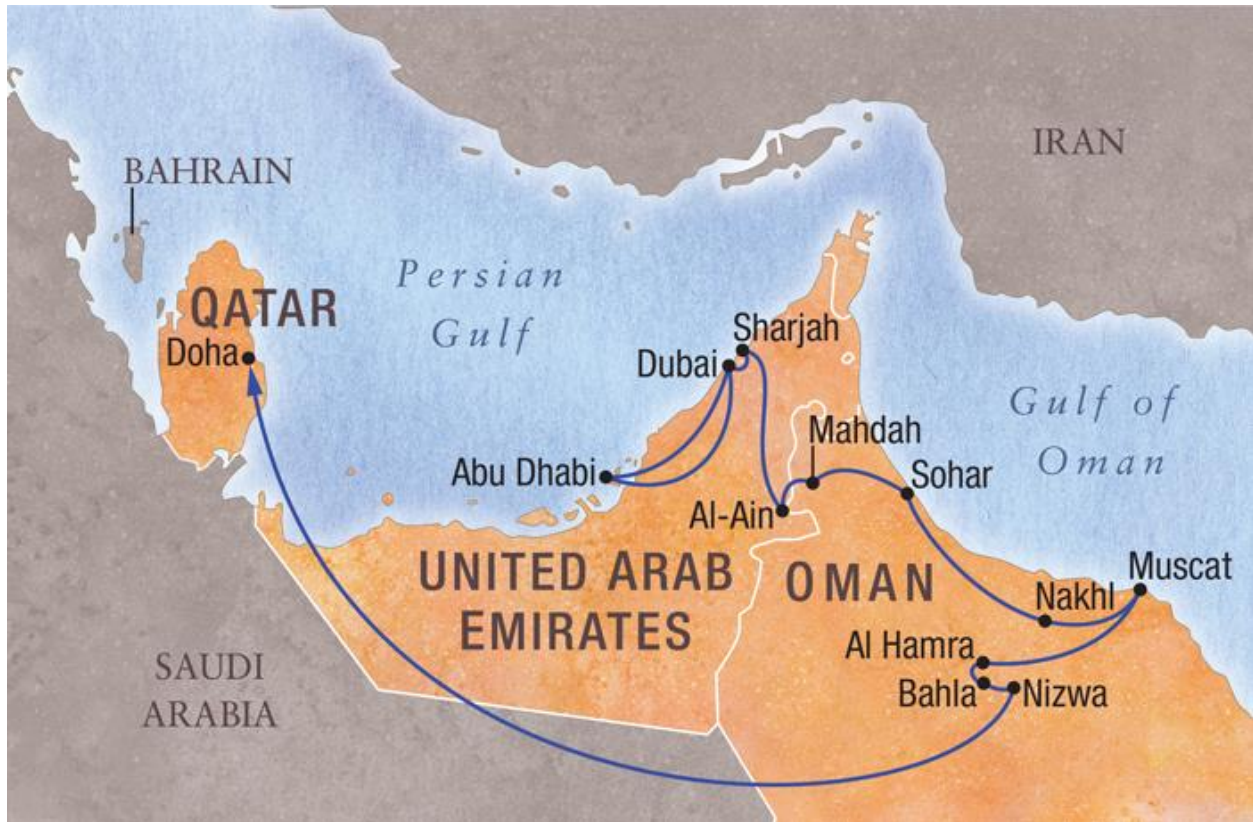 IRAN
BAHRAIN
Persian
Gulf
QATAR
Doha
Sharjah
Dubai
Gulf of
Oman
Mahdah
Abu Dhabi
Sohar
Al-Ain
UNITED ARAB
EMIRATES
OMAN
Muscat
Nakhl
Al Hamra
Bahla
Nizwa
SAUDI
ARABIA